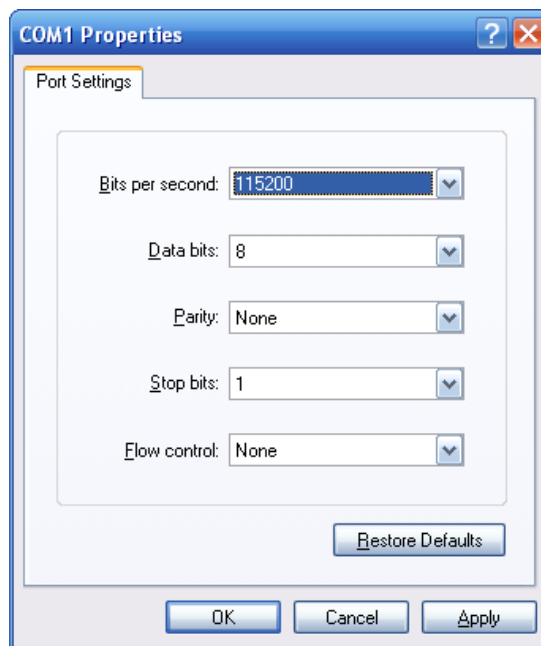 COM1 Properties
Port Settings
Bits per second: 115200
Data bits: 8
Parity: None
Stop bits: 1
Flow control: None
Restore Defaults
OK Cancel Apply